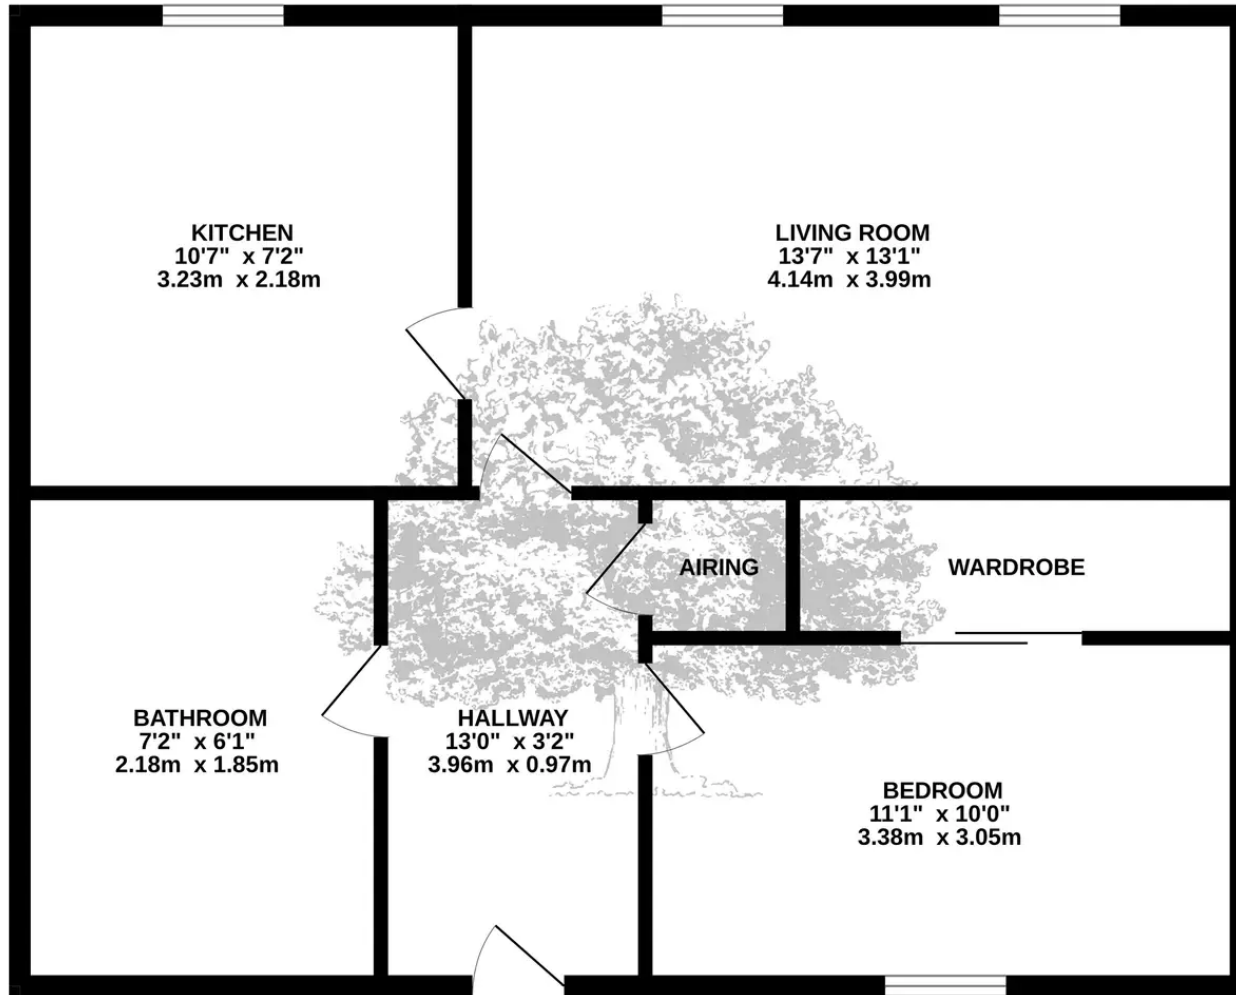 KITCHEN
10'7" x 7'2"
3.23m x 2.18m
LIVING ROOM
13'7" x 13'1"
4.14m x 3.99m
AIRING
WARDROBE
BATHROOM
7'2" x 6'1"
2.18m x 1.85m
HALLWAY
13'0" x 3'2"
3.96m x 0.97m
BEDROOM
11'1" x 10'0"
3.38m x 3.05m